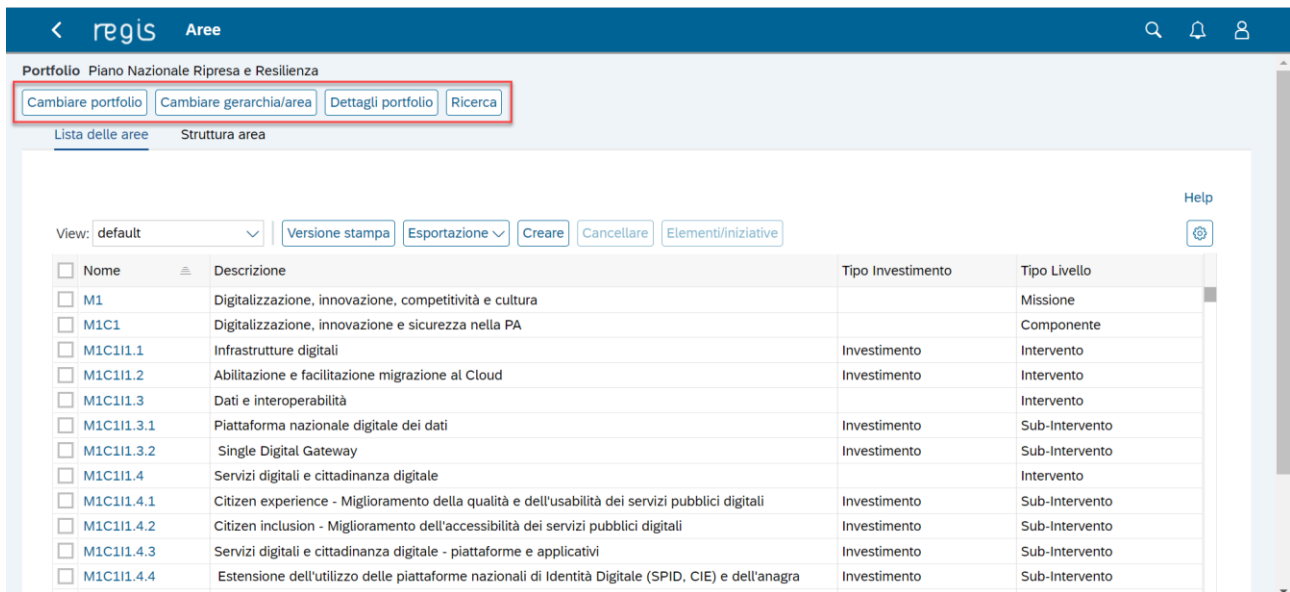 regis Aree
Portfolio Piano Nazionale Ripresa e Resilienza
Cambiare portfolio Cambiare gerarchia/area Dettagli portfolio Ricerca
Lista delle aree Struttura area
Help
View: default Versione stampa Esportazione Creare Cancellare Elementi/iniziative
Nome Descrizione Tipo Investimento Tipo Livello
M1 Digitalizzazione, innovazione, competitività e cultura Missione
M1C1 Digitalizzazione, innovazione e sicurezza nella PA Componente
M1C1I1.1 Infrastrutture digitali Investimento Intervento
M1C1I1.2 Abilitazione e facilitazione migrazione al Cloud Investimento Intervento
M1C1I1.3 Dati e interoperabilità Intervento
M1C1I1.3.1 Piattaforma nazionale digitale dei dati Investimento Sub-Intervento
M1C1I1.3.2 Single Digital Gateway Investimento Sub-Intervento
M1C1I1.4 Servizi digitali e cittadinanza digitale Intervento
M1C1I1.4.1 Citizen experience - Miglioramento della qualità e dell'usabilità dei servizi pubblici digitali Investimento Sub-Intervento
M1C1I1.4.2 Citizen inclusion - Miglioramento dell'accessibilità dei servizi pubblici digitali Investimento Sub-Intervento
M1C1I1.4.3 Servizi digitali e cittadinanza digitale - piattaforme e applicativi Investimento Sub-Intervento
M1C1I1.4.4 Estensione dell'utilizzo delle piattaforme nazionali di Identità Digitale (SPID, CIE) e dell'anagra Investimento Sub-Intervento